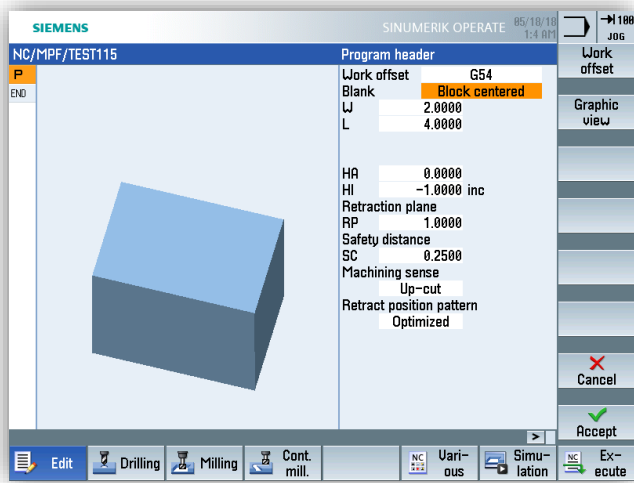 SIEMENS
SINUMERIK OPERATE 05/18/18
1:4 AM
JOG
NC/MPF/TEST115
Program header
Work
offset
P
END
Work offset G54
Blank Block centered
W 2.0000
L 4.0000
Graphic
view
HA 0.0000
HI -1.0000 inc
Retraction plane
RP 1.0000
Safety distance
SC 0.2500
Machining sense
Up-cut
Retract position pattern
Optimized
Cancel
Accept
>
Edit
Drilling
Milling
Cont.
mill.
NC
Vari-
ous
Simu-
lation
NC
Ex-
ecute